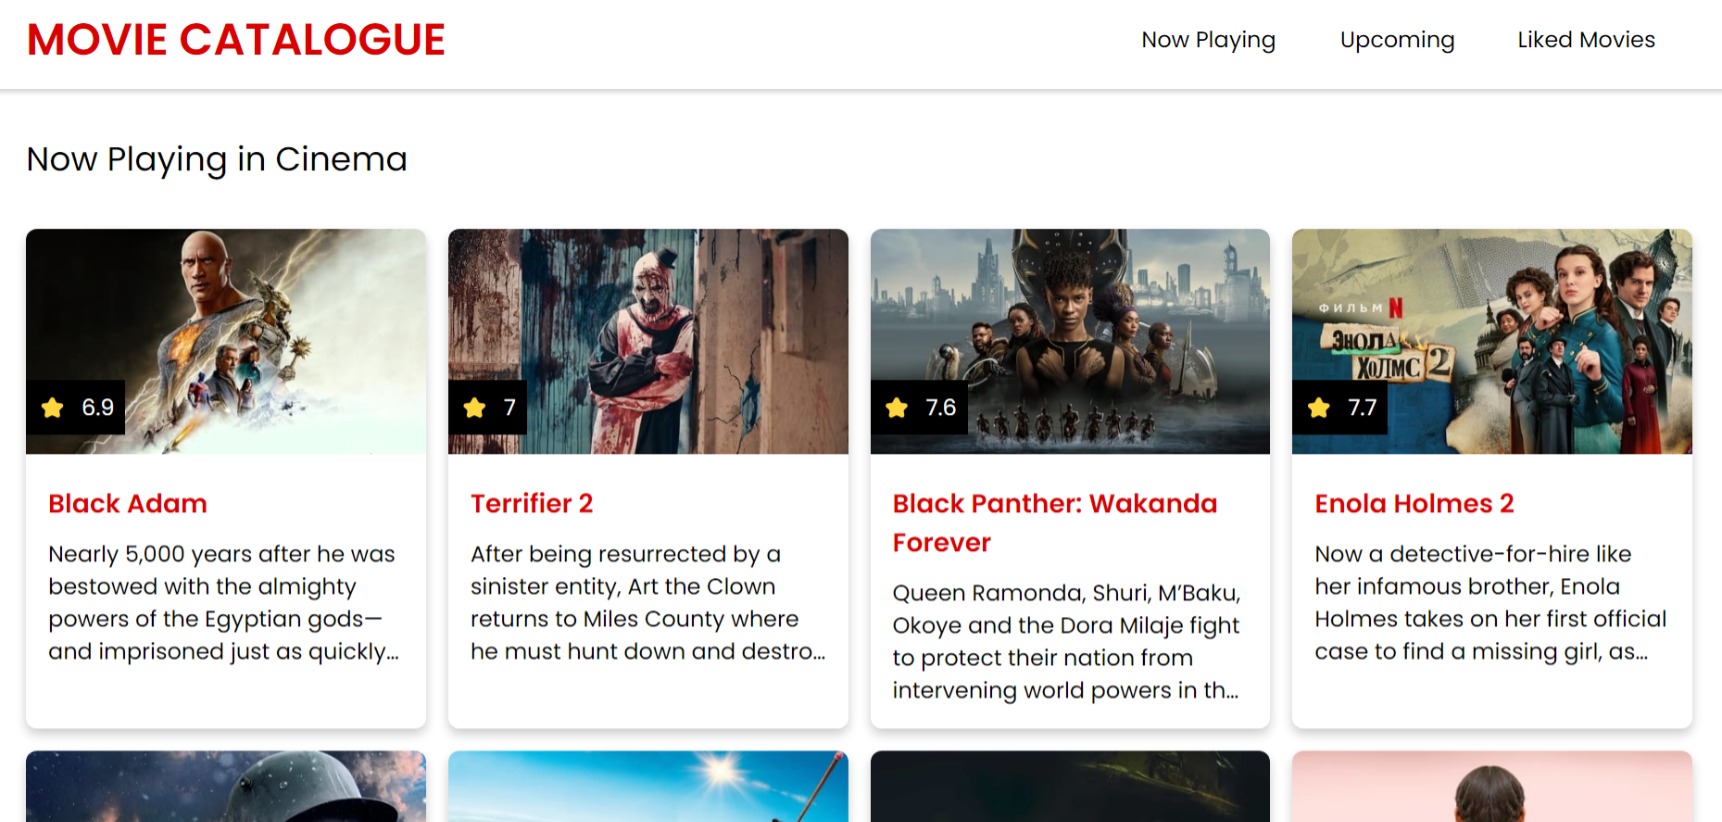 MOVIE CATALOGUE
Now Playing
Upcoming
Liked Movies
Now Playing in Cinema
6.9
Black Adam
Nearly 5,000 years after he was
bestowed with the almighty
powers of the Egyptian gods—
and imprisoned just as quickly...
7
Terrifier 2
After being resurrected by a
sinister entity, Art the Clown
returns to Miles County where
he must hunt down and destro...
7.6
Black Panther: Wakanda
Forever
Queen Ramonda, Shuri, M’Baku,
Okoye and the Dora Milaje fight
to protect their nation from
intervening world powers in th...
ФИЛЬМ N
ЭНОЛА
ХОЛМС 2
7.7
Enola Holmes 2
Now a detective-for-hire like
her infamous brother, Enola
Holmes takes on her first official
case to find a missing girl, as...